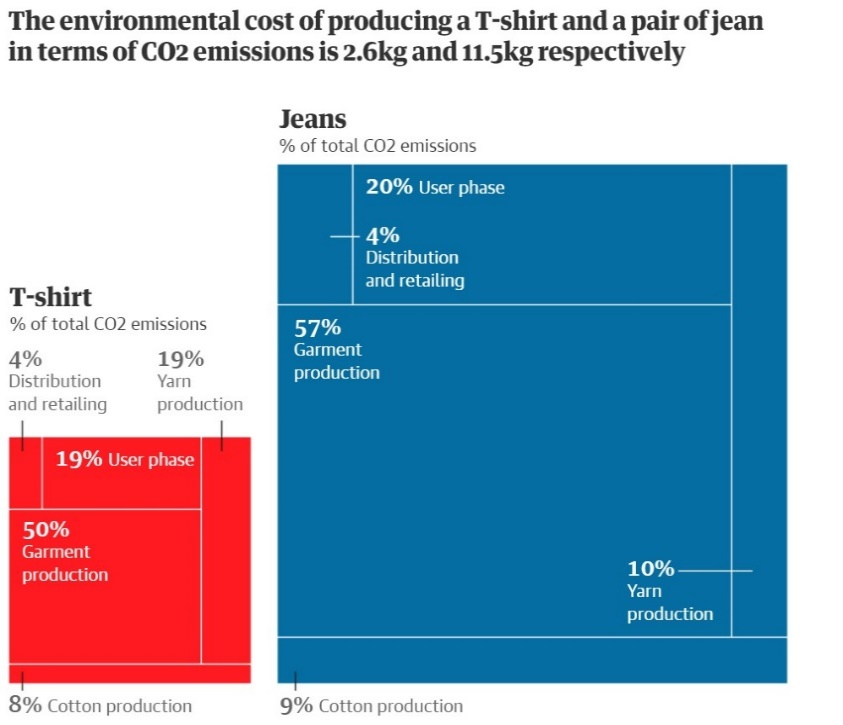 The environmental cost of producing a T-shirt and a pair of jean
in terms of CO2 emissions is 2.6kg and 11.5kg respectively
Jeans
% of total CO2 emissions
20% User phase
4%
Distribution
and retailing
57%
Garment
production
10%
Yarn
production
9% Cotton production
T-shirt
% of total CO2 emissions
4%
Distribution
and retailing
19%
Yarn
production
19% User phase
50%
Garment
production
8% Cotton production